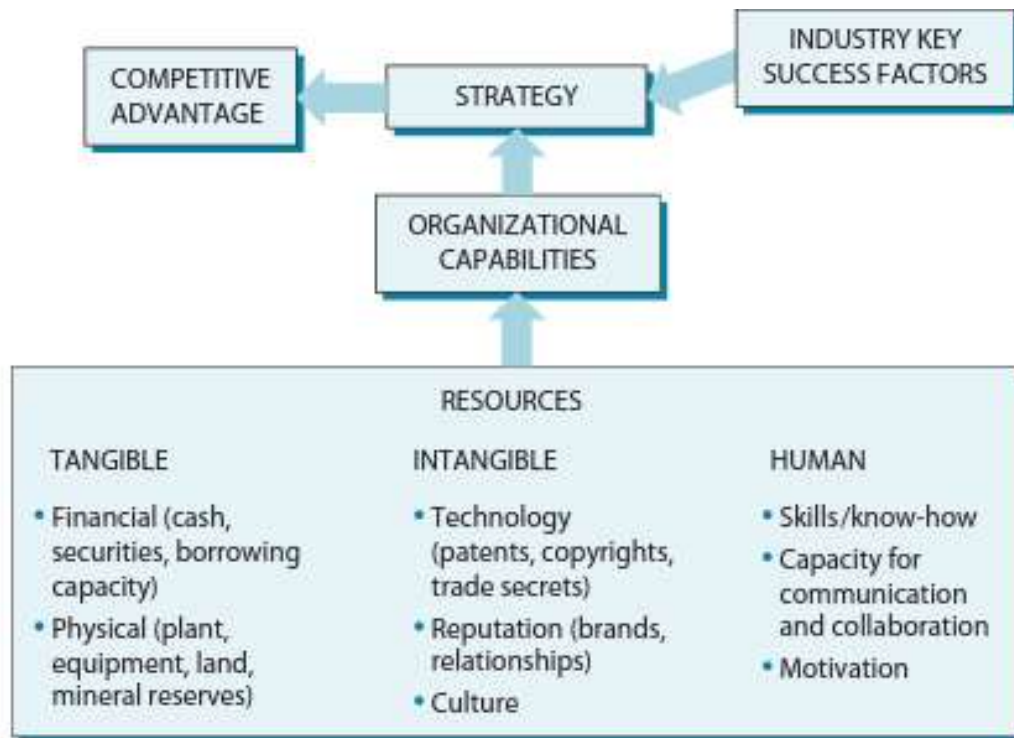 COMPETITIVE
ADVANTAGE
STRATEGY
INDUSTRY KEY
SUCCESS FACTORS
ORGANIZATIONAL
CAPABILITIES
RESOURCES
TANGIBLE
• Financial (cash,
securities, borrowing
capacity)
• Physical (plant,
equipment, land,
mineral reserves)
INTANGIBLE
• Technology
(patents, copyrights,
trade secrets)
• Reputation (brands,
relationships)
• Culture
HUMAN
• Skills/know-how
• Capacity for
communication
and collaboration
• Motivation